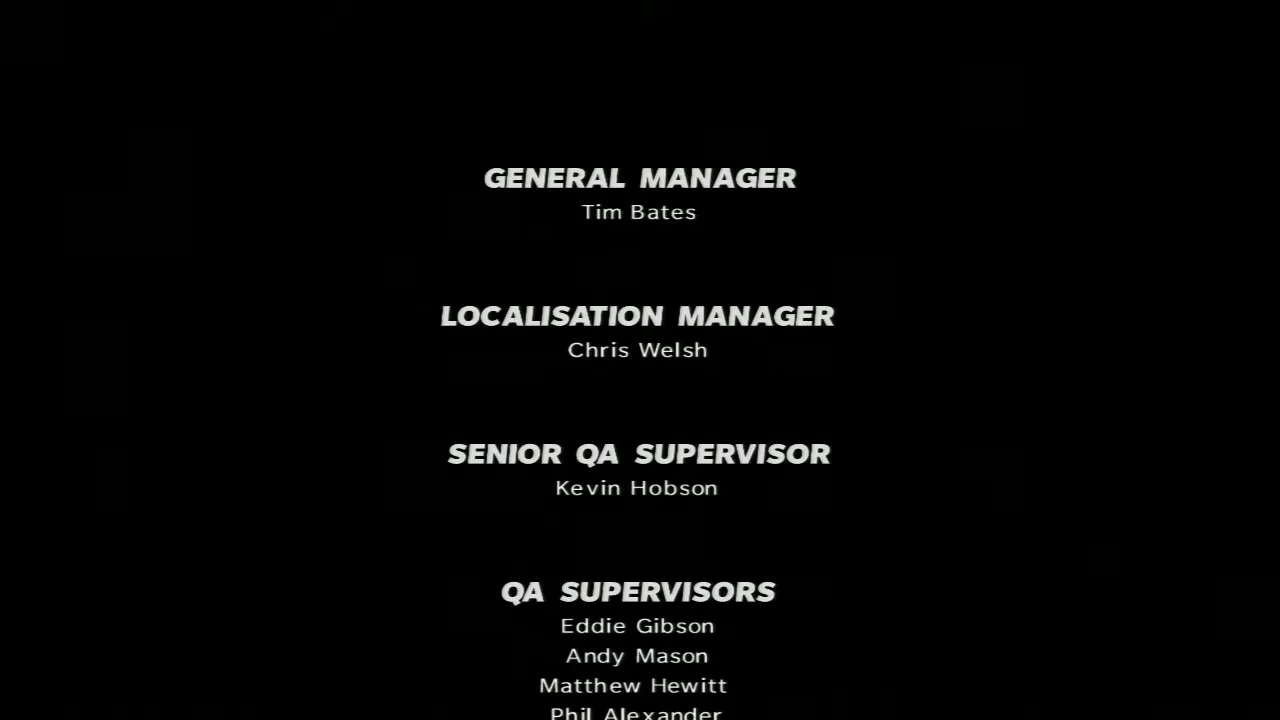 GENERAL MANAGER
Tim Bates
LOCALISATION MANAGER
Chris Welsh
SENIOR QA SUPERVISOR
Kevin Hobson
QA SUPERVISORS
Eddie Gibson
Andy Mason
Matthew Hewitt
Phil Alexander